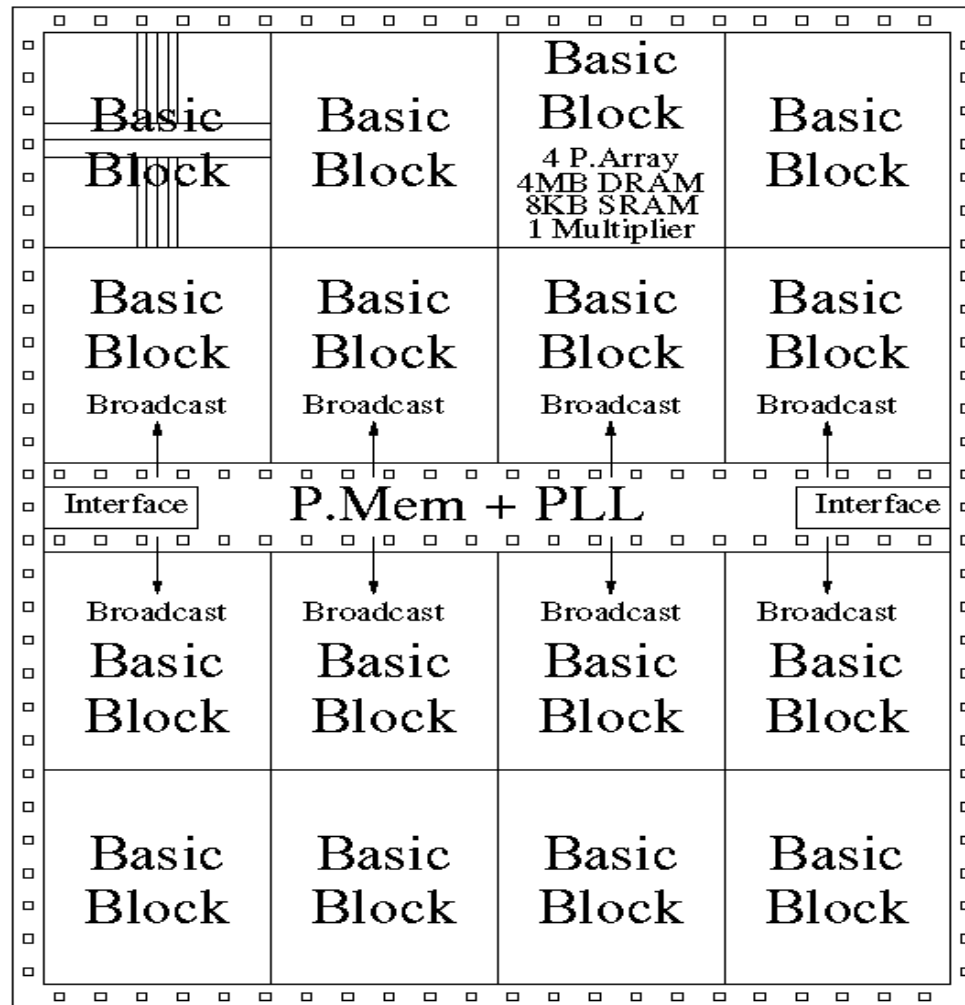 Basic
Block
Basic
Block
Basic
Block
4 P.Array
4MB DRAM
8KB SRAM
1 Multiplier
Basic
Block
Basic
Block
Broadcast
Basic
Block
Broadcast
Basic
Block
Broadcast
Basic
Block
Broadcast
Interface
P.Mem + PLL
Interface
Broadcast
Basic
Block
Broadcast
Basic
Block
Broadcast
Basic
Block
Broadcast
Basic
Block
Basic
Block
Basic
Block
Basic
Block
Basic
Block